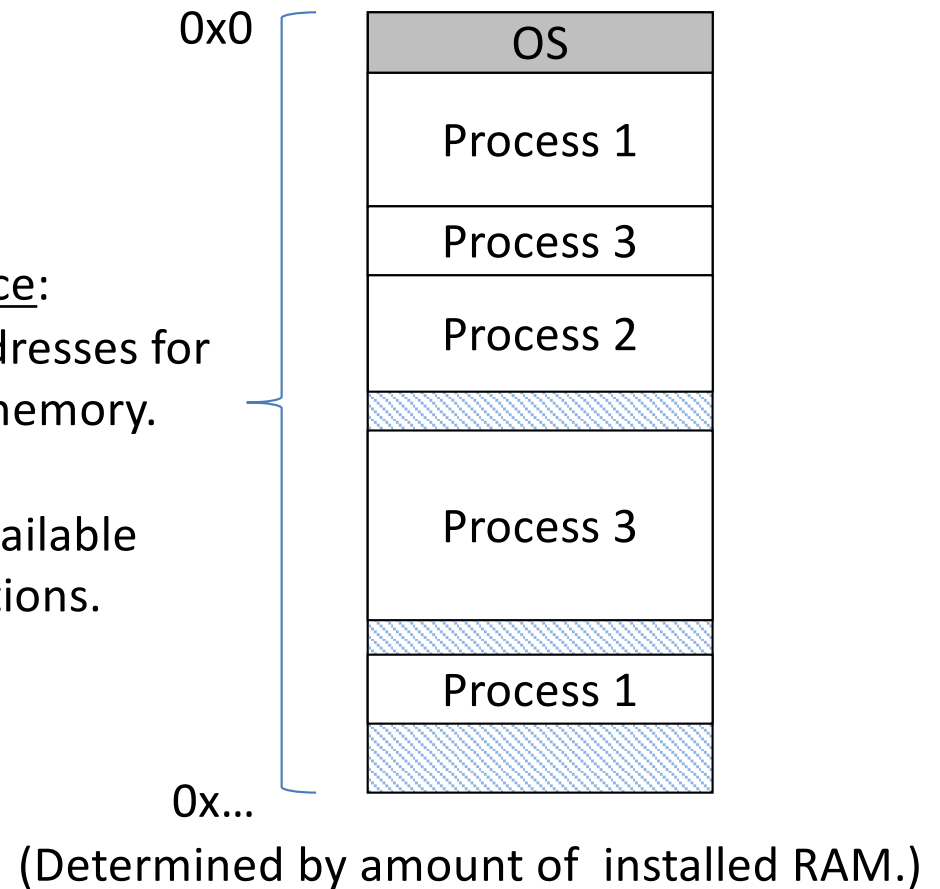 0x0
OS
Process 1
Process 3
ce:
dresses for
Process 2
nemory.
Process 3
ailable
tions.
Process 1
0x...
(Determined by amount of installed RAM.)